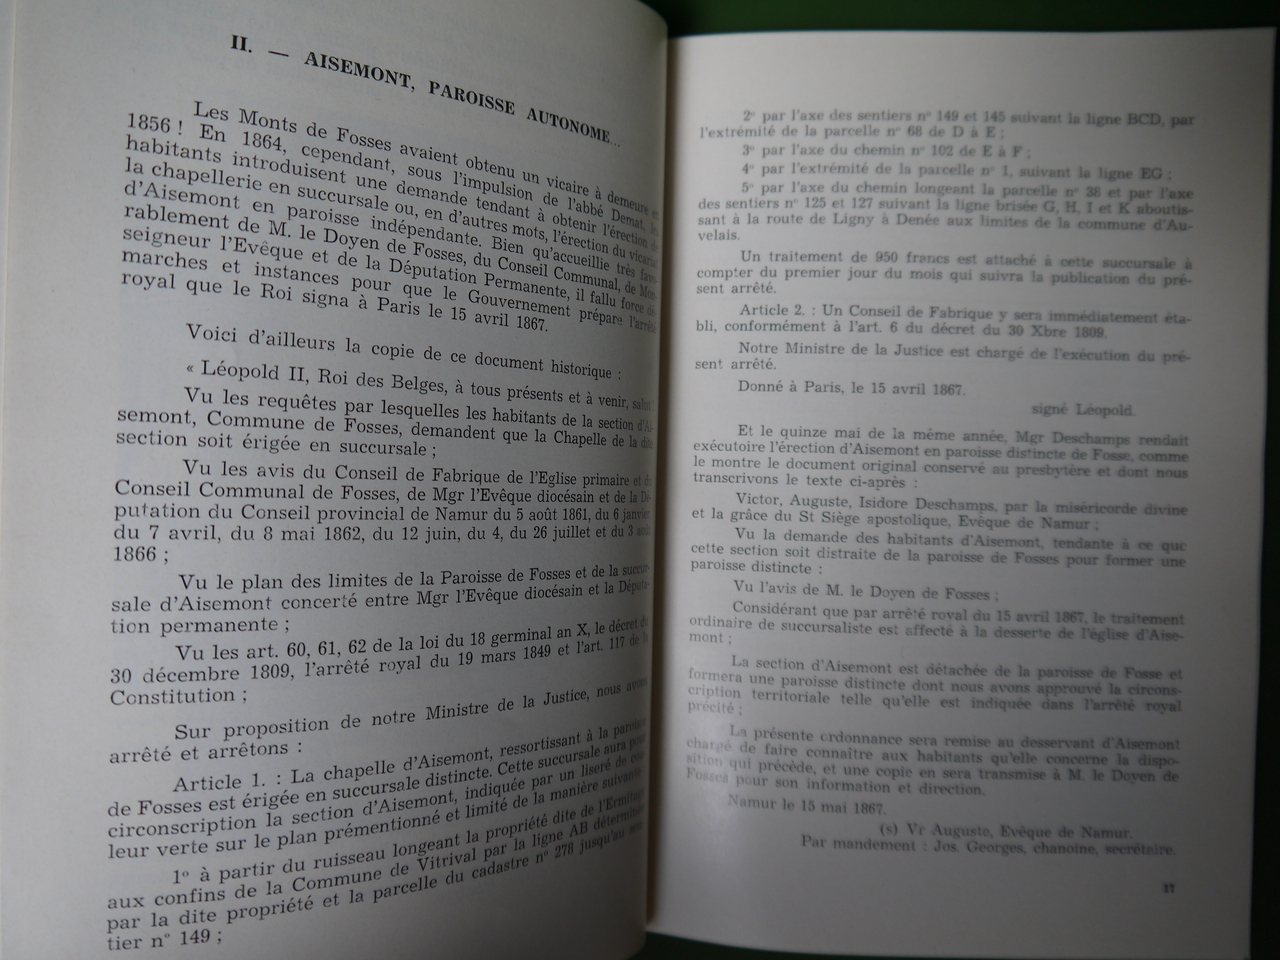 II. — AISEMONT, PAROISSE AUTONOME...
Les Monts de Fosses avaient obtenu un vicaire à demeure en
1856 ! En 1864, cependant, sous l'impulsion de l'abbé Demat, les
habitants introduisent une demande tendant à obtenir l'érection de
la chapellerie en succursale ou, en d'autres mots, l'érection du vicariat
d'Aisemont en paroisse indépendante. Bien qu'accueillie très favo-
rablement de M. le Doyen de Fosses, du Conseil Communal, de Mon-
seigneur l'Evêque et de la Députation Permanente, il fallu force dé-
marches et instances pour que le Gouvernement prépare l'arrêté
royal que le Roi signa à Paris le 15 avril 1867.
Voici d'ailleurs la copie de ce document historique :
« Léopold II, Roi des Belges, à tous présents et à venir, salut !
Vu les requêtes par lesquelles les habitants de la section d'Ai-
semont, Commune de Fosses, demandent que la Chapelle de la dite
section soit érigée en succursale ;
Vu les avis du Conseil de Fabrique de l'Eglise primaire et du
Conseil Communal de Fosses, de Mgr l'Evêque diocésain et de la Dé-
putation du Conseil provincial de Namur du 5 août 1861, du 6 janvier
du 7 avril, du 8 mai 1862, du 12 juin, du 4, du 26 juillet et du 3 août
1866 ;
Vu le plan des limites de la Paroisse de Fosses et de la succur-
sale d'Aisemont concerté entre Mgr l'Evêque diocésain et la Députa-
tion permanente ;
Vu les art. 60, 61, 62 de la loi du 18 germinal an X, le décret du
30 décembre 1809, l'arrêté royal du 19 mars 1849 et l'art. 117 de la
Constitution ;
Sur proposition de notre Ministre de la Justice, nous avons
arrêté et arrêtons :
Article 1. : La chapelle d'Aisemont, ressortissant à la paroisse
de Fosses est érigée en succursale distincte. Cette succursale aura pour
circonscription la section d'Aisemont, indiquée par un liseré de cou-
leur verte sur le plan prémentionné et limité de la manière suivante :
1° à partir du ruisseau longeant la propriété dite de l'Ermitage
aux confins de la Commune de Vitrival par la ligne AB déterminée
par la dite propriété et la parcelle du cadastre n° 278 jusqu'au sen-
tier n° 149 ;
2° par l'axe des sentiers n° 149 et 145 suivant la ligne BCD, par
l'extrémité de la parcelle n° 68 de D à E ;
3° par l'axe du chemin n° 102 de E à F ;
4° par l'extrémité de la parcelle n° 1, suivant la ligne EG ;
5° par l'axe du chemin longeant la parcelle n° 38 et par l'axe
des sentiers n° 125 et 127 suivant la ligne brisée G, H, I et K aboutis-
sant à la route de Ligny à Denée aux limites de la commune d'Au-
velais.
Un traitement de 950 francs est attaché à cette succursale à
compter du premier jour du mois qui suivra la publication du pré-
sent arrêté.
Article 2. : Un Conseil de Fabrique y sera immédiatement éta-
bli, conformément à l'art. 6 du décret du 30 Xbre 1809.
Notre Ministre de la Justice est chargé de l'exécution du pré-
sent arrêté.
Donné à Paris, le 15 avril 1867.
signé Léopold.
Et le quinze mai de la même année, Mgr Deschamps rendait
exécutoire l'érection d'Aisemont en paroisse distincte de Fosse, comme
le montre le document original conservé au presbytère et dont nous
transcrivons le texte ci-après :
Victor, Auguste, Isidore Deschamps, par la miséricorde divine
et la grâce du St Siège apostolique, Evêque de Namur ;
Vu la demande des habitants d'Aisemont, tendante à ce que
cette section soit distraite de la paroisse de Fosses pour former une
paroisse distincte :
Vu l'avis de M. le Doyen de Fosses ;
Considérant que par arrêté royal du 15 avril 1867, le traitement
ordinaire de succursaliste est affecté à la desserte de l'église d'Aise-
mont ;
La section d'Aisemont est détachée de la paroisse de Fosse et
formera une paroisse distincte dont nous avons approuvé la circons-
cription territoriale telle qu'elle est indiquée dans l'arrêté royal
précité ;
La présente ordonnance sera remise au desservant d'Aisemont
chargé de faire connaître aux habitants qu'elle concerne la dispo-
sition qui précède, et une copie en sera transmise à M. le Doyen de
Fosses pour son information et direction.
Namur le 15 mai 1867.
(s) Vr Auguste, Evêque de Namur.
Par mandement : Jos. Georges, chanoine, secrétaire.
11